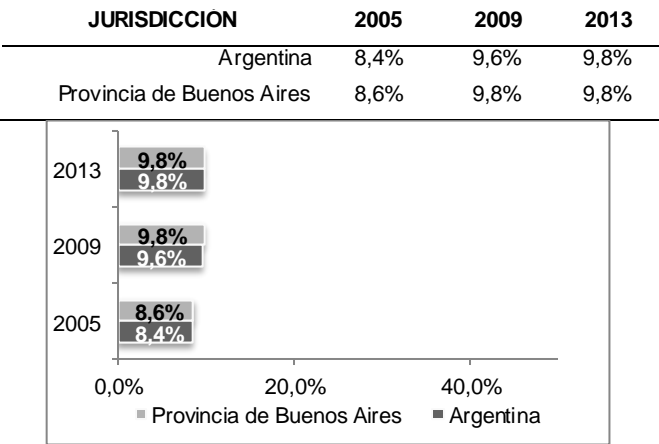 JURISDICCIÓN 2005 2009 2013
Argentina 8,4% 9,6% 9,8%
Provincia de Buenos Aires 8,6% 9,8% 9,8%
2013 9,8%
9,8%
2009 9,8%
9,6%
2005 8,6%
8,4%
0,0% 20,0% 40,0%
Provincia de Buenos Aires Argentina